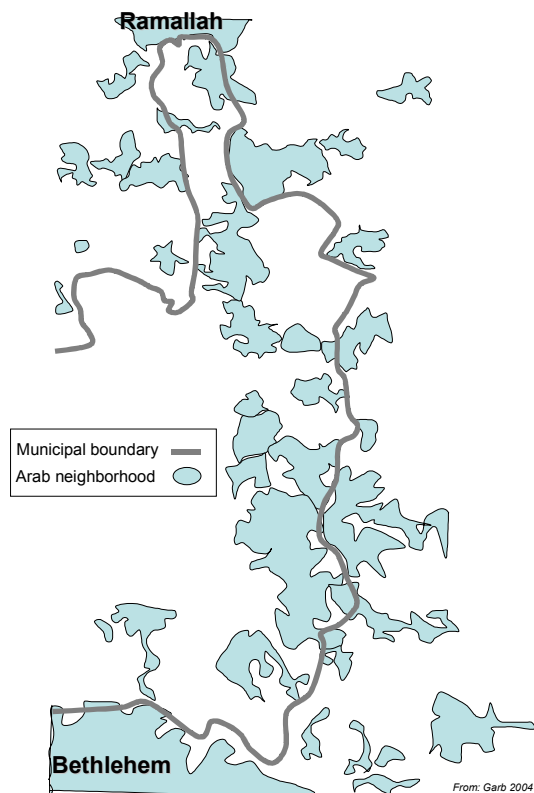 Ramallah
Municipal boundary
Arab neighborhood
Bethlehem
From: Garb 2004